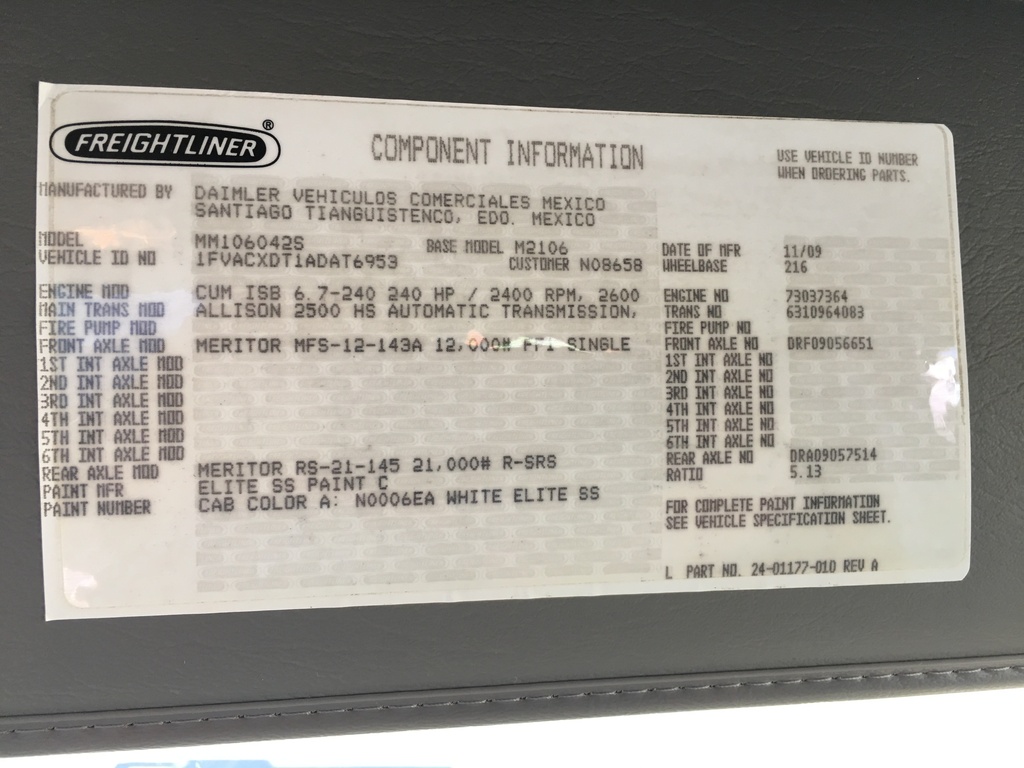 FREIGHTLINER ®
COMPONENT INFORMATION
USE VEHICLE ID NUMBER
WHEN ORDERING PARTS.
MANUFACTURED BY DAIMLER VEHICULOS COMERCIALES MEXICO
SANTIAGO TIANGUISTENCO, EDO. MEXICO
MODEL MM106042S BASE MODEL M2106 DATE OF MFR 11/09
VEHICLE ID NO 1FVACXDT1ADAT6953 CUSTOMER N08658 WHEELBASE 216
ENGINE MOD CUM ISB 6.7-240 240 HP / 2400 RPM, 2600 ENGINE NO 73037364
MAIN TRANS MOD ALLISON 2500 HS AUTOMATIC TRANSMISSION, TRANS NO 6310964083
FIRE PUMP MOD FIRE PUMP NO
FRONT AXLE MOD MERITOR MFS-12-143A 12,000# FF1 SINGLE FRONT AXLE NO DRF09056651
1ST INT AXLE MOD 1ST INT AXLE NO
2ND INT AXLE MOD 2ND INT AXLE NO
3RD INT AXLE MOD 3RD INT AXLE NO
4TH INT AXLE MOD 4TH INT AXLE NO
5TH INT AXLE MOD 5TH INT AXLE NO
6TH INT AXLE MOD 6TH INT AXLE NO
REAR AXLE MOD MERITOR RS-21-145 21,000# R-SRS REAR AXLE NO DRA09057514
PAINT MFR ELITE SS PAINT C RATIO 5.13
PAINT NUMBER CAB COLOR A: N0006EA WHITE ELITE SS
FOR COMPLETE PAINT INFORMATION
SEE VEHICLE SPECIFICATION SHEET.
L PART NO. 24-01177-010 REV A